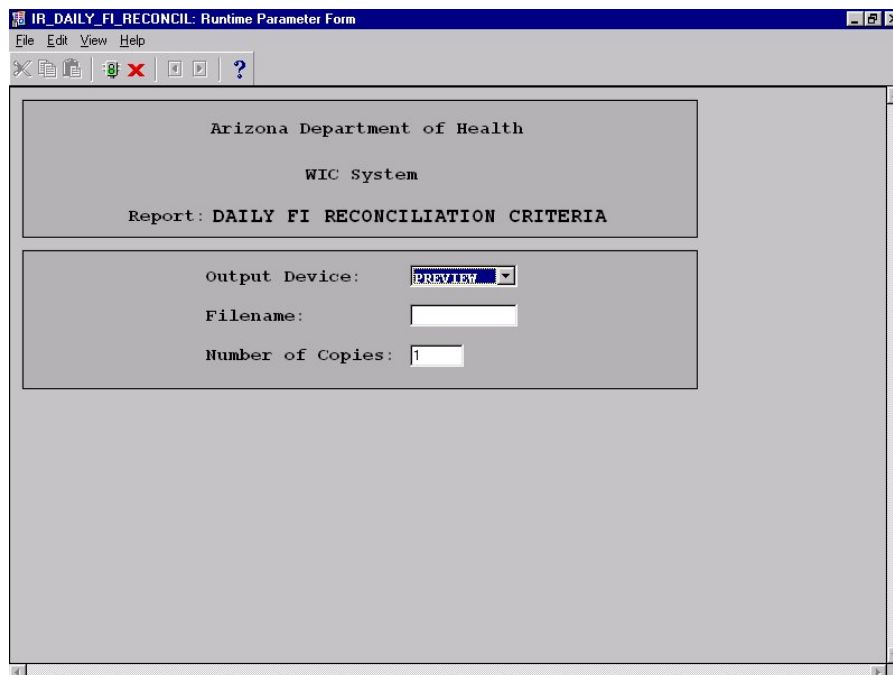 IR_DAILY_FI_RECONCIL: Runtime Parameter Form
File Edit View Help
?
Arizona Department of Health
WIC System
Report: DAILY FI RECONCILIATION CRITERIA
Output Device: PREVIEW
Filename:
Number of Copies: 1